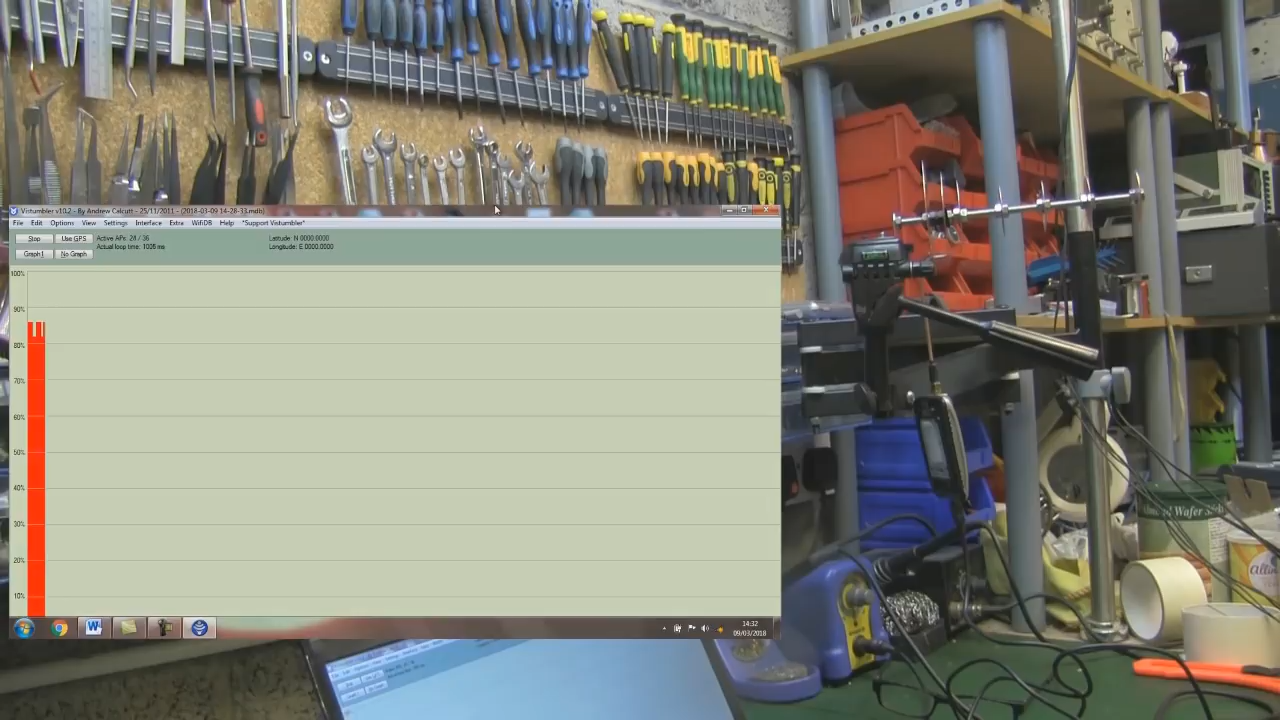 Vistumbler v10.2 - By Andrew Calcutt - 25/11/2011 - (2018-03-09 14-28-33.mdb)
File Edit Options View Settings Interface Extra WifiDB Help *Support Vistumbler*
Stop Use GPS Active APs: 28 / 36 Latitude: N 0000.0000
Actual loop time: 1005 ms Longitude: E 0000.0000
Graph1 No Graph
100%
90%
80%
70%
60%
50%
40%
30%
20%
10%
14:32
09/03/2018
Wafer